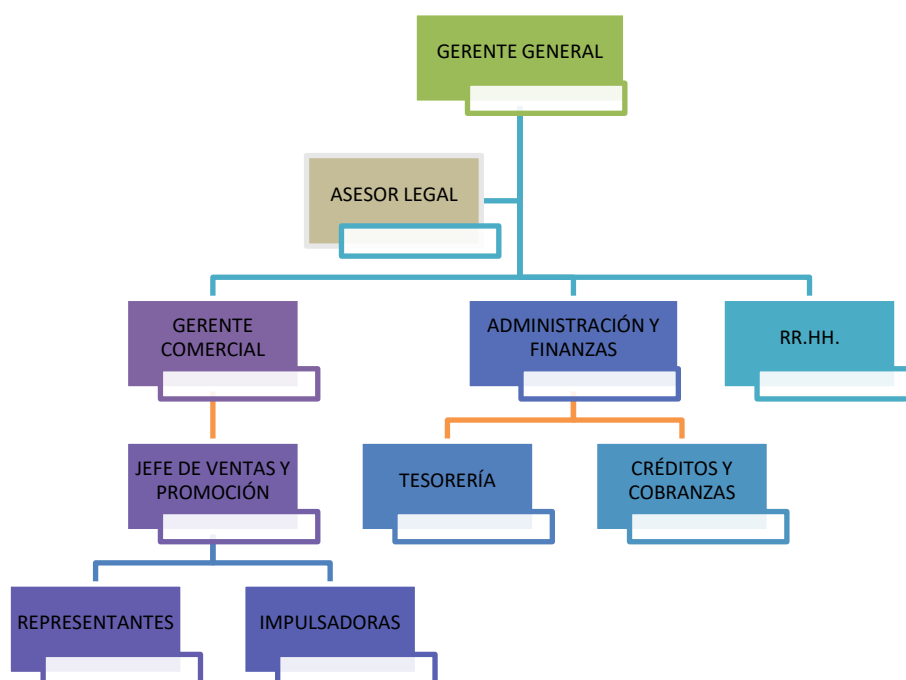 GERENTE GENERAL
ASESOR LEGAL
GERENTE
COMERCIAL
ADMINISTRACIÓN Y
FINANZAS
RR.HH.
JEFE DE VENTAS Y
PROMOCIÓN
TESORERÍA
CRÉDITOS Y
COBRANZAS
REPRESENTANTES
IMPULSADORAS